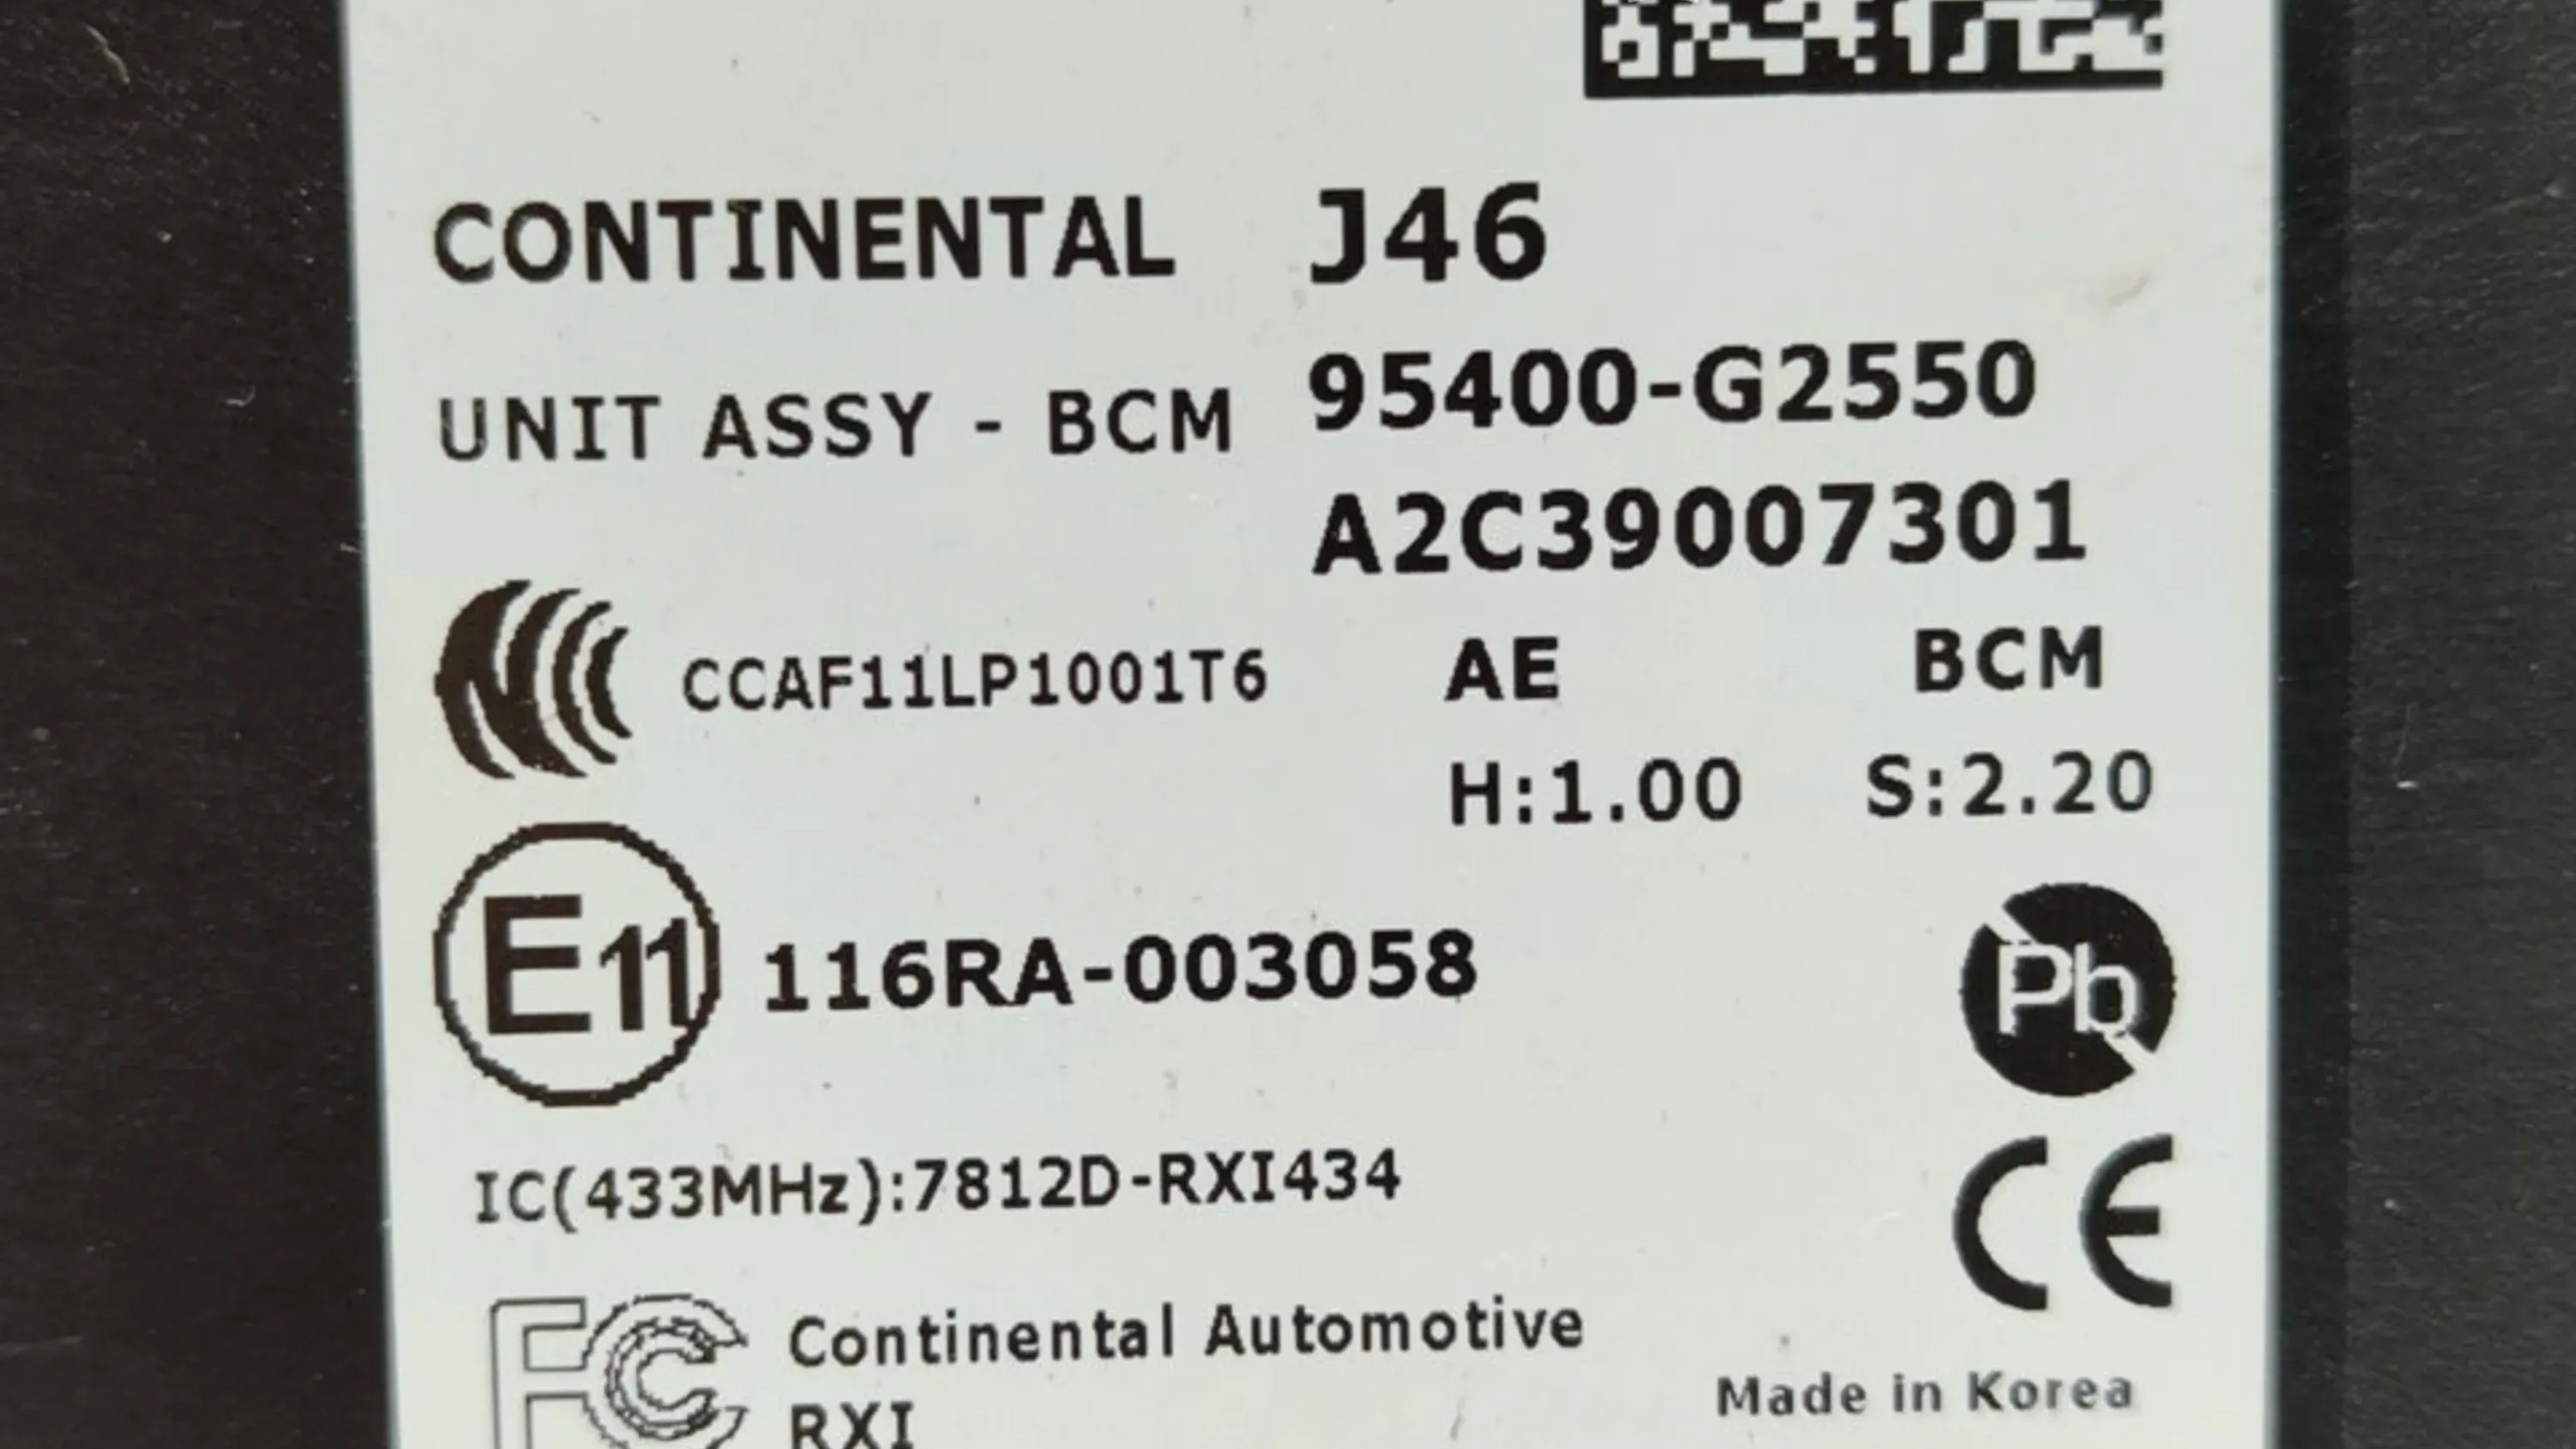 CONTINENTAL J46
UNIT ASSY - BCM 95400-G2550
A2C39007301
CCAF11LP1001T6 AE BCM
H:1.00 S:2.20
E11 116RA-003058
Pb
IC(433MHz):7812D-RXI434
CE
FC Continental Automotive
RXI
Made in Korea